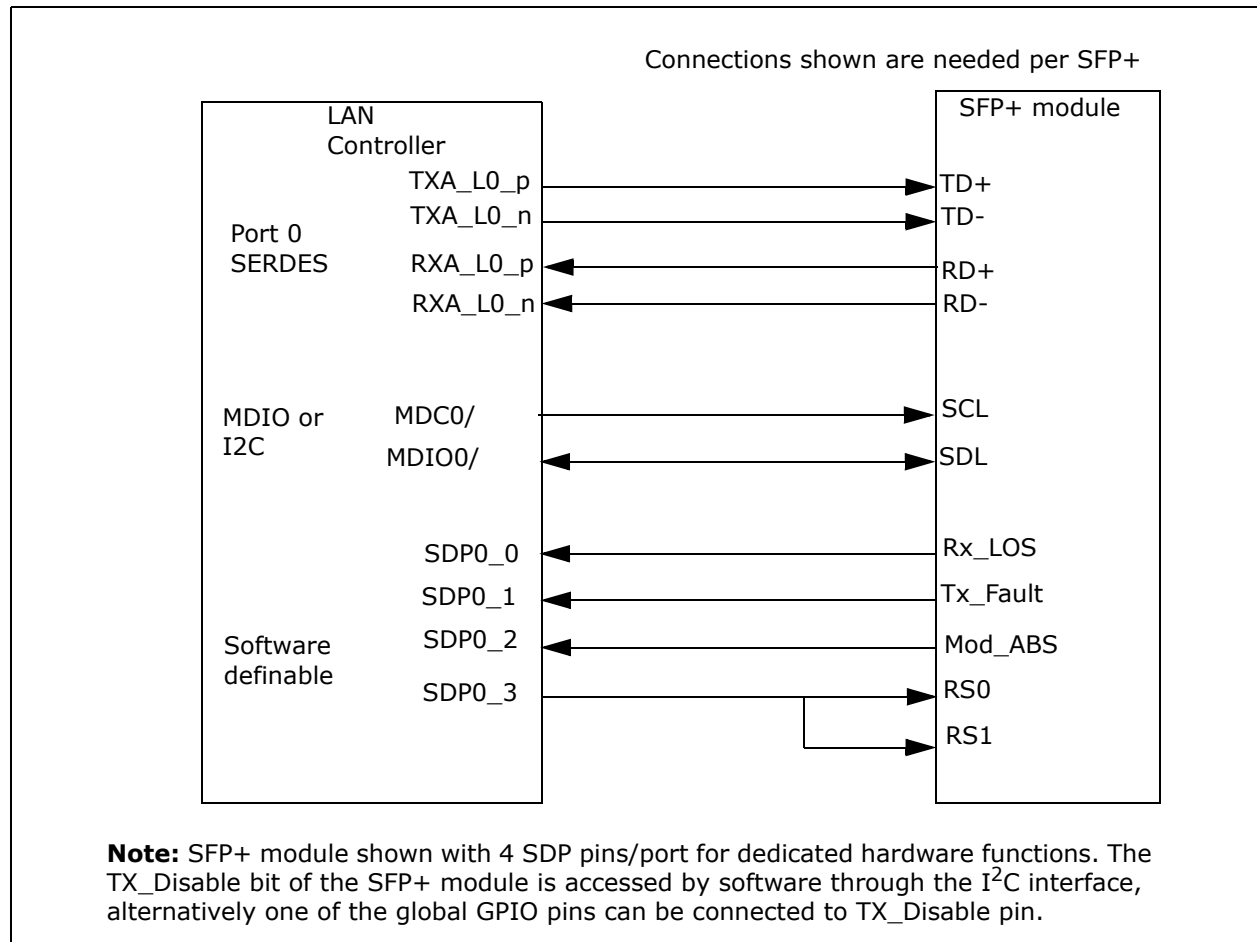 Connections shown are needed per SFP+
LAN
Controller
SFP+ module
TXA_L0_p
TD+
TXA_L0_n
TD-
Port 0
SERDES
RXA_L0_p
RD+
RXA_L0_n
RD-
MDIO or
I2C
MDC0/
SCL
MDIO0/
SDL
SDP0_0
Rx_LOS
SDP0_1
Tx_Fault
Software
definable
SDP0_2
Mod_ABS
SDP0_3
RS0
RS1
Note: SFP+ module shown with 4 SDP pins/port for dedicated hardware functions. The
TX_Disable bit of the SFP+ module is accessed by software through the I2C interface,
alternatively one of the global GPIO pins can be connected to TX_Disable pin.